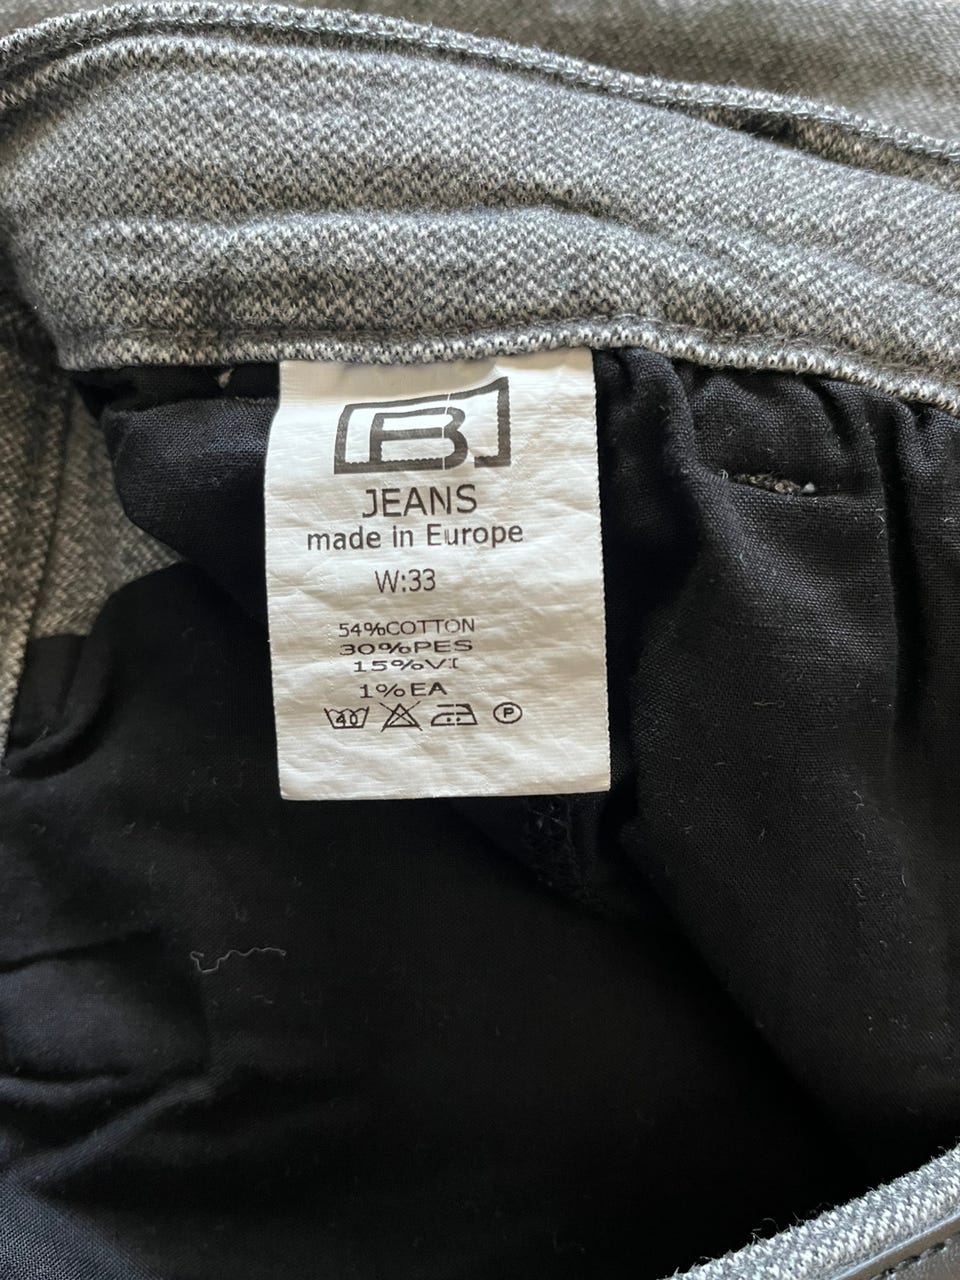 B
JEANS
made in Europe
W:33
54%COTTON
30%PES
15%VI
1%EA
40 P